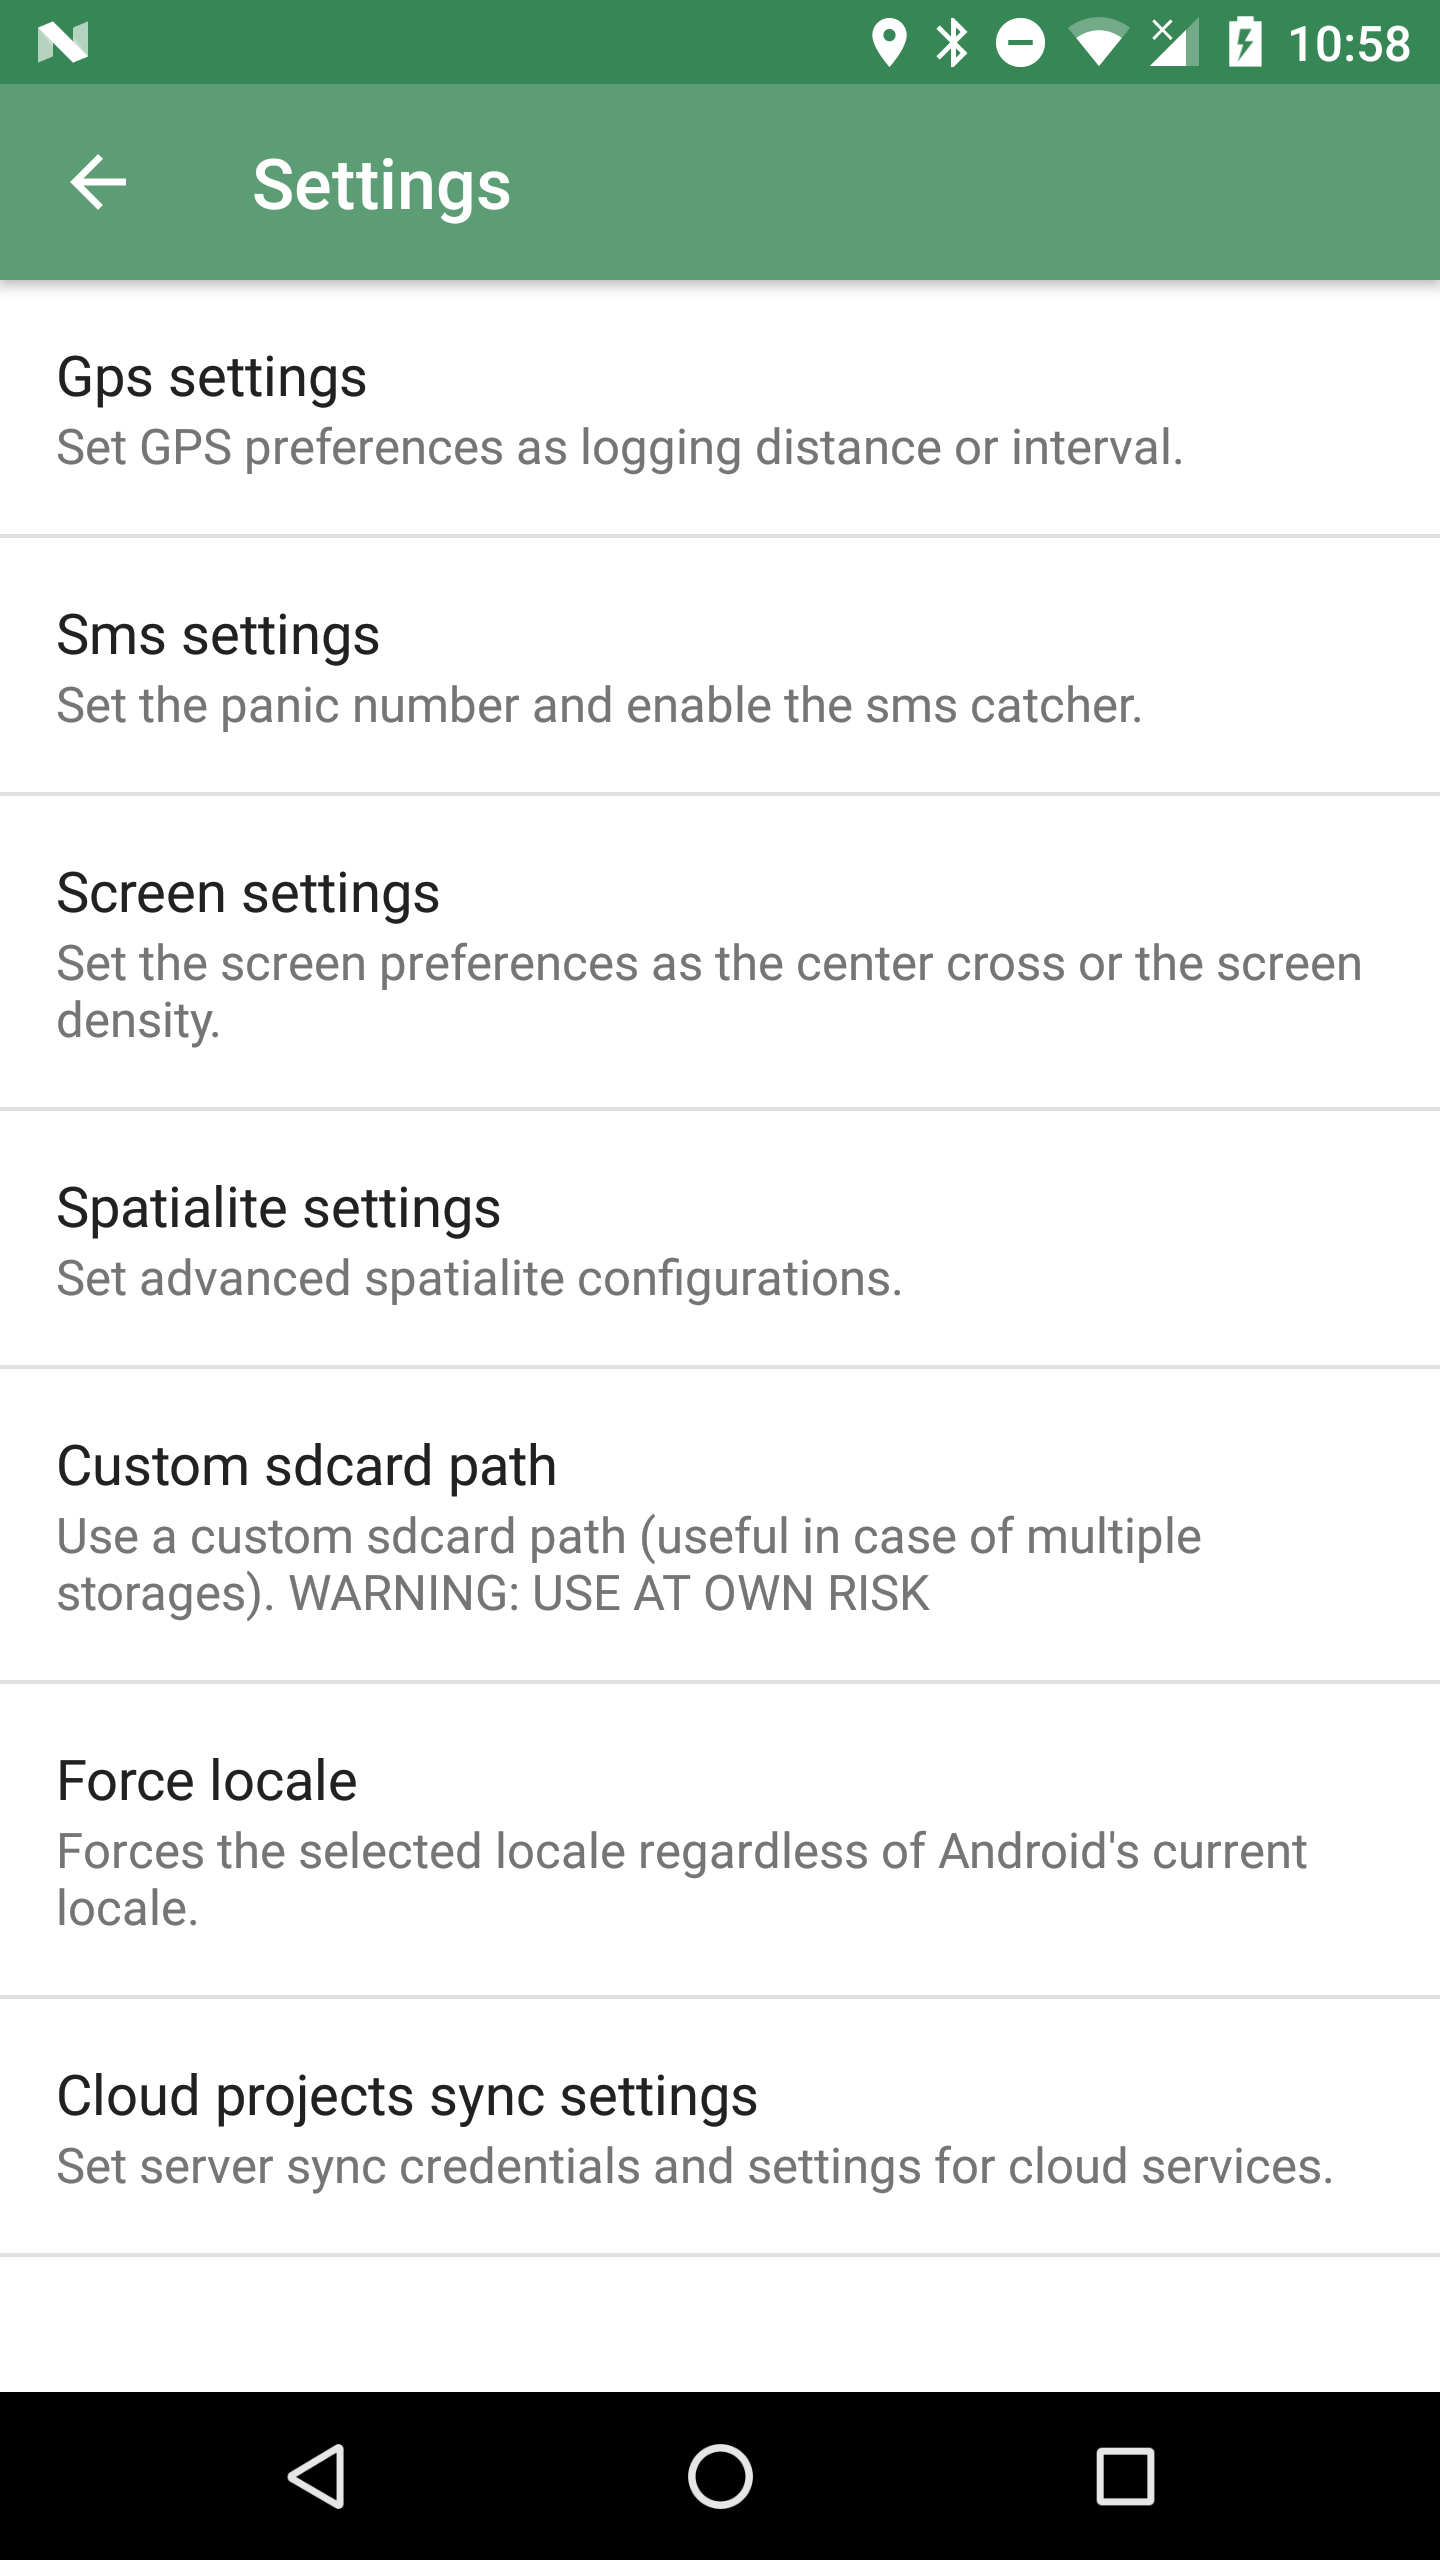 10:58
Settings
Gps settings
Set GPS preferences as logging distance or interval.
Sms settings
Set the panic number and enable the sms catcher.
Screen settings
Set the screen preferences as the center cross or the screen
density.
Spatialite settings
Set advanced spatialite configurations.
Custom sdcard path
Use a custom sdcard path (useful in case of multiple
storages). WARNING: USE AT OWN RISK
Force locale
Forces the selected locale regardless of Android's current
locale.
Cloud projects sync settings
Set server sync credentials and settings for cloud services.